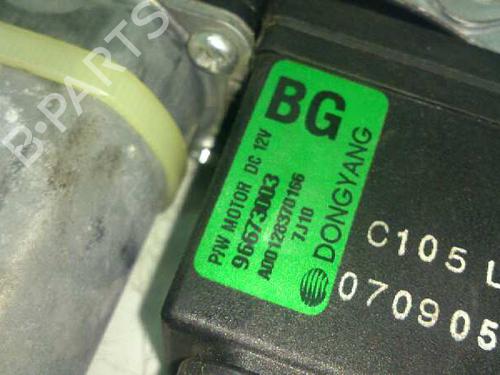 B-PARTS
BG
P/W MOTOR DC 12V
96673003
A00128370166
7J10
DONGYANG
C105 L
070905